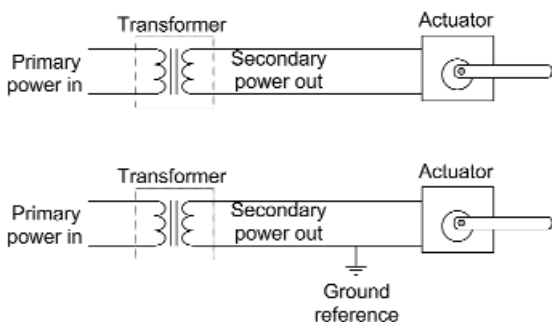 Transformer
Actuator
Primary
power in
Secondary
power out
Transformer
Actuator
Primary
power in
Secondary
power out
Ground
reference